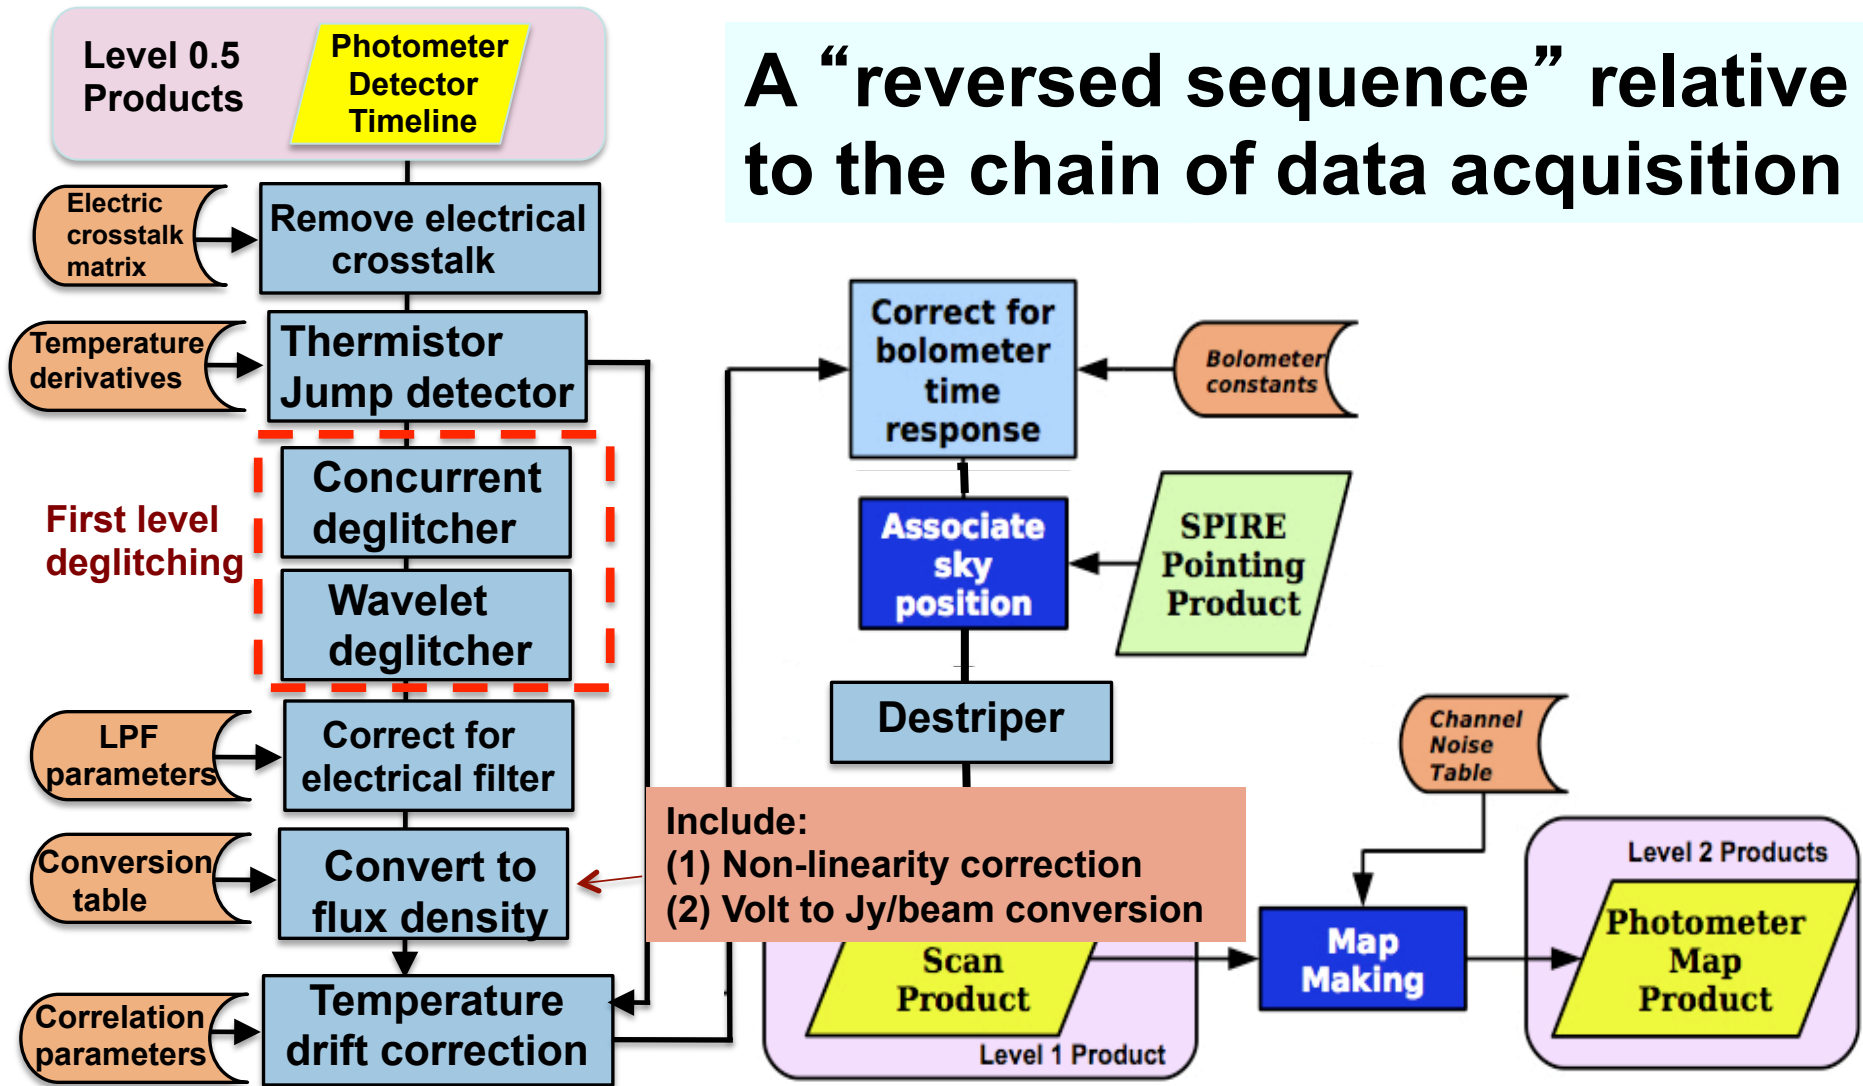 Level 0.5
Products
Photometer
Detector
Timeline
A “reversed sequence” relative
to the chain of data acquisition
Electric
crosstalk
matrix
Remove electrical
crosstalk
Temperature
derivatives
Thermistor
Jump detector
First level
deglitching
Concurrent
deglitcher
Wavelet
deglitcher
LPF
parameters
Correct for
electrical filter
Conversion
table
Convert to
flux density
Correlation
parameters
Temperature
drift correction
Correct for
bolometer
time
response
Bolometer
constants
Associate
sky
position
SPIRE
Pointing
Product
Destriper
Include:
(1) Non-linearity correction
(2) Volt to Jy/beam conversion
Scan
Product
Level 1 Product
Channel
Noise
Table
Map
Making
Level 2 Products
Photometer
Map
Product